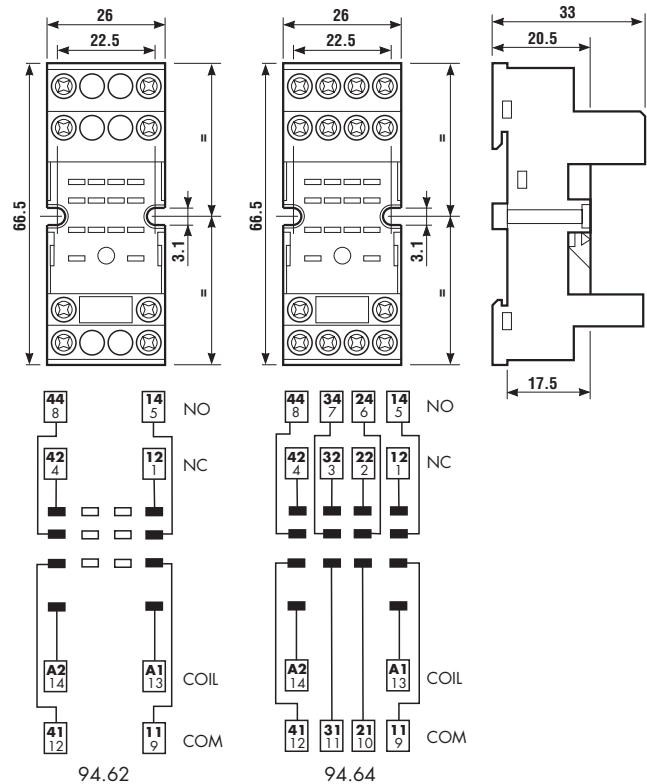 26
22.5
26
22.5
33
20.5
66.5
=
3.1
=
66.5
=
3.1
=
17.5
44 14
8 5
NO
42 12
4 1
NC
A2 A1
14 13
COIL
41 11
12 9
COM
94.62
44 34 24 14
8 7 6 5
NO
42 32 22 12
4 3 2 1
NC
A2 A1
14 13
COIL
41 31 21 11
12 11 10 9
COM
94.64